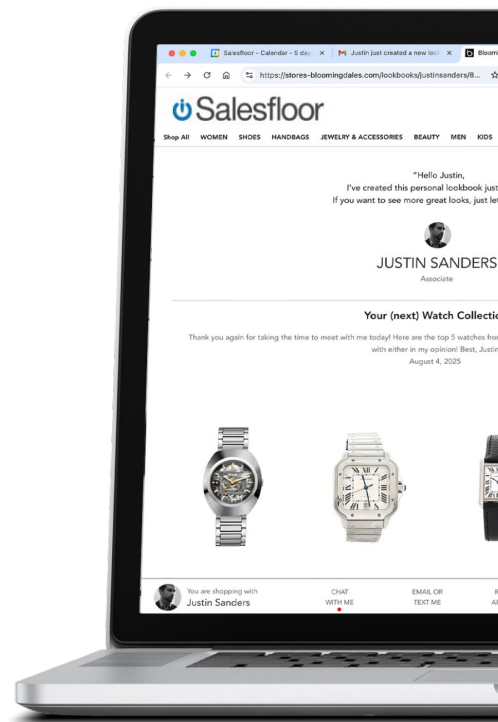 Salesfloor - Calendar - 5 day
Justin just created a new look
Bloomi
https://stores-bloomingdales.com/lookbooks/justinsanders/8...
Salesfloor
Shop All WOMEN SHOES HANDBAGS JEWELRY & ACCESSORIES BEAUTY MEN KIDS
"Hello Justin,
I've created this personal lookbook just
If you want to see more great looks, just let
JUSTIN SANDERS
Associate
Your (next) Watch Collectio
Thank you again for taking the time to meet with me today! Here are the top 5 watches from
with either in my opinion! Best, Justin
August 4, 2025
You are shopping with
Justin Sanders
CHAT
WITH ME
EMAIL OR
TEXT ME